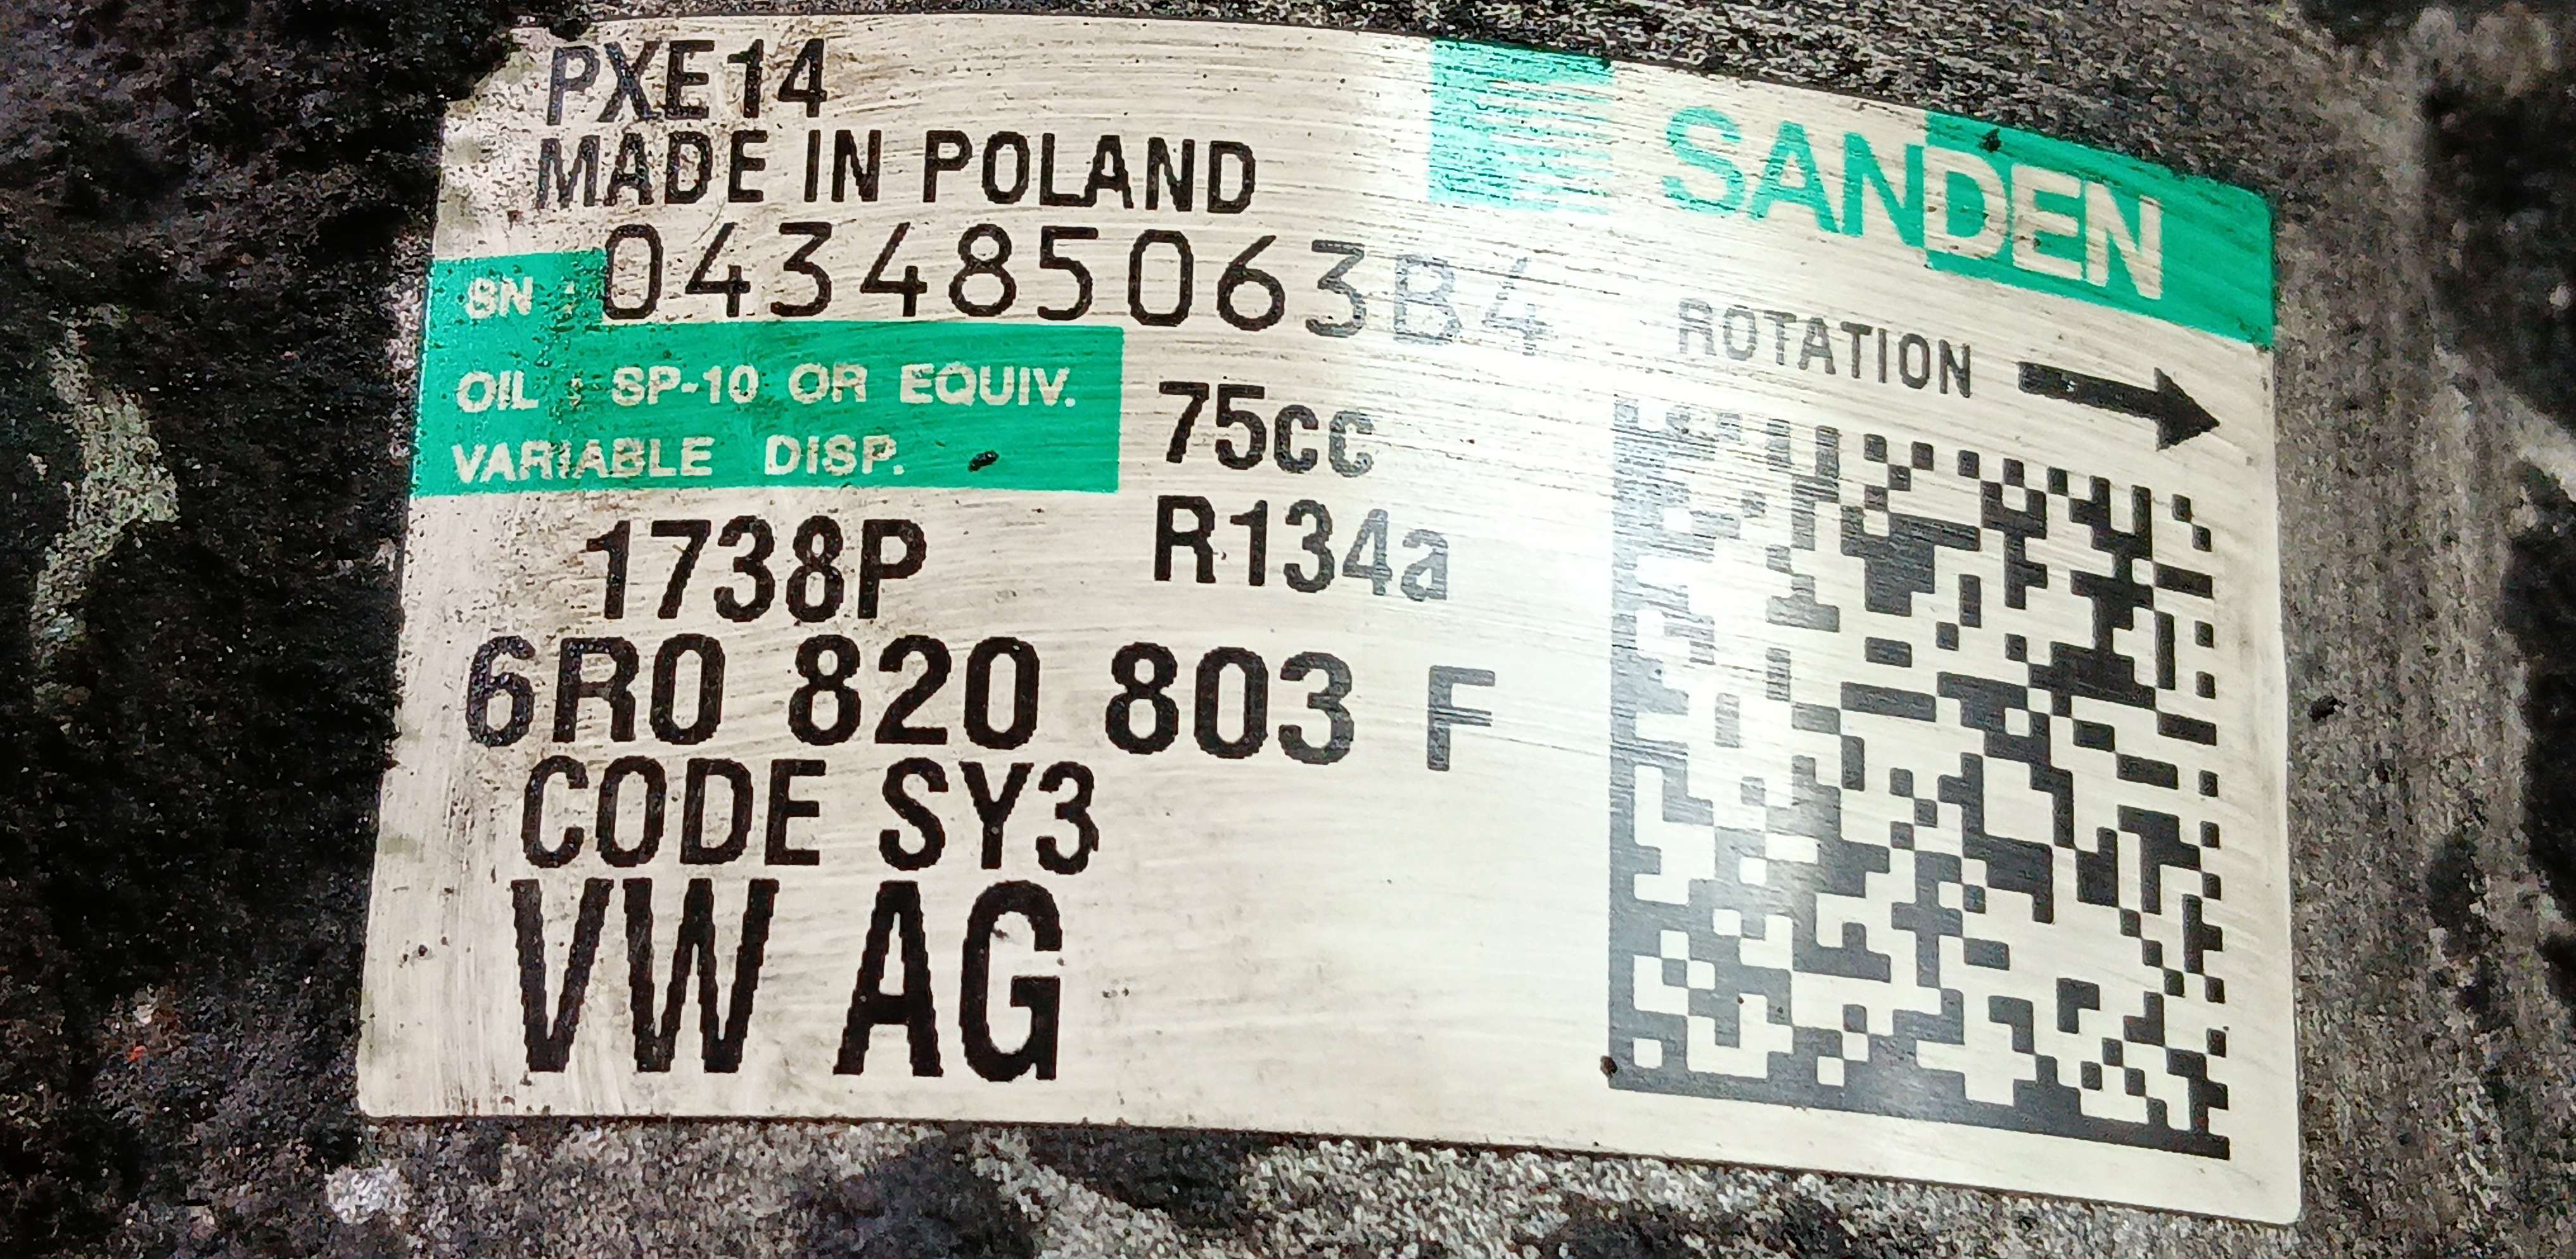 PXE14
MADE IN POLAND
SANDEN
SN : 043485063B4
ROTATION
OIL : SP-10 OR EQUIV.
VARIABLE DISP.
75cc
1738P
R134a
6R0 820 803 F
CODE SY3
VW AG